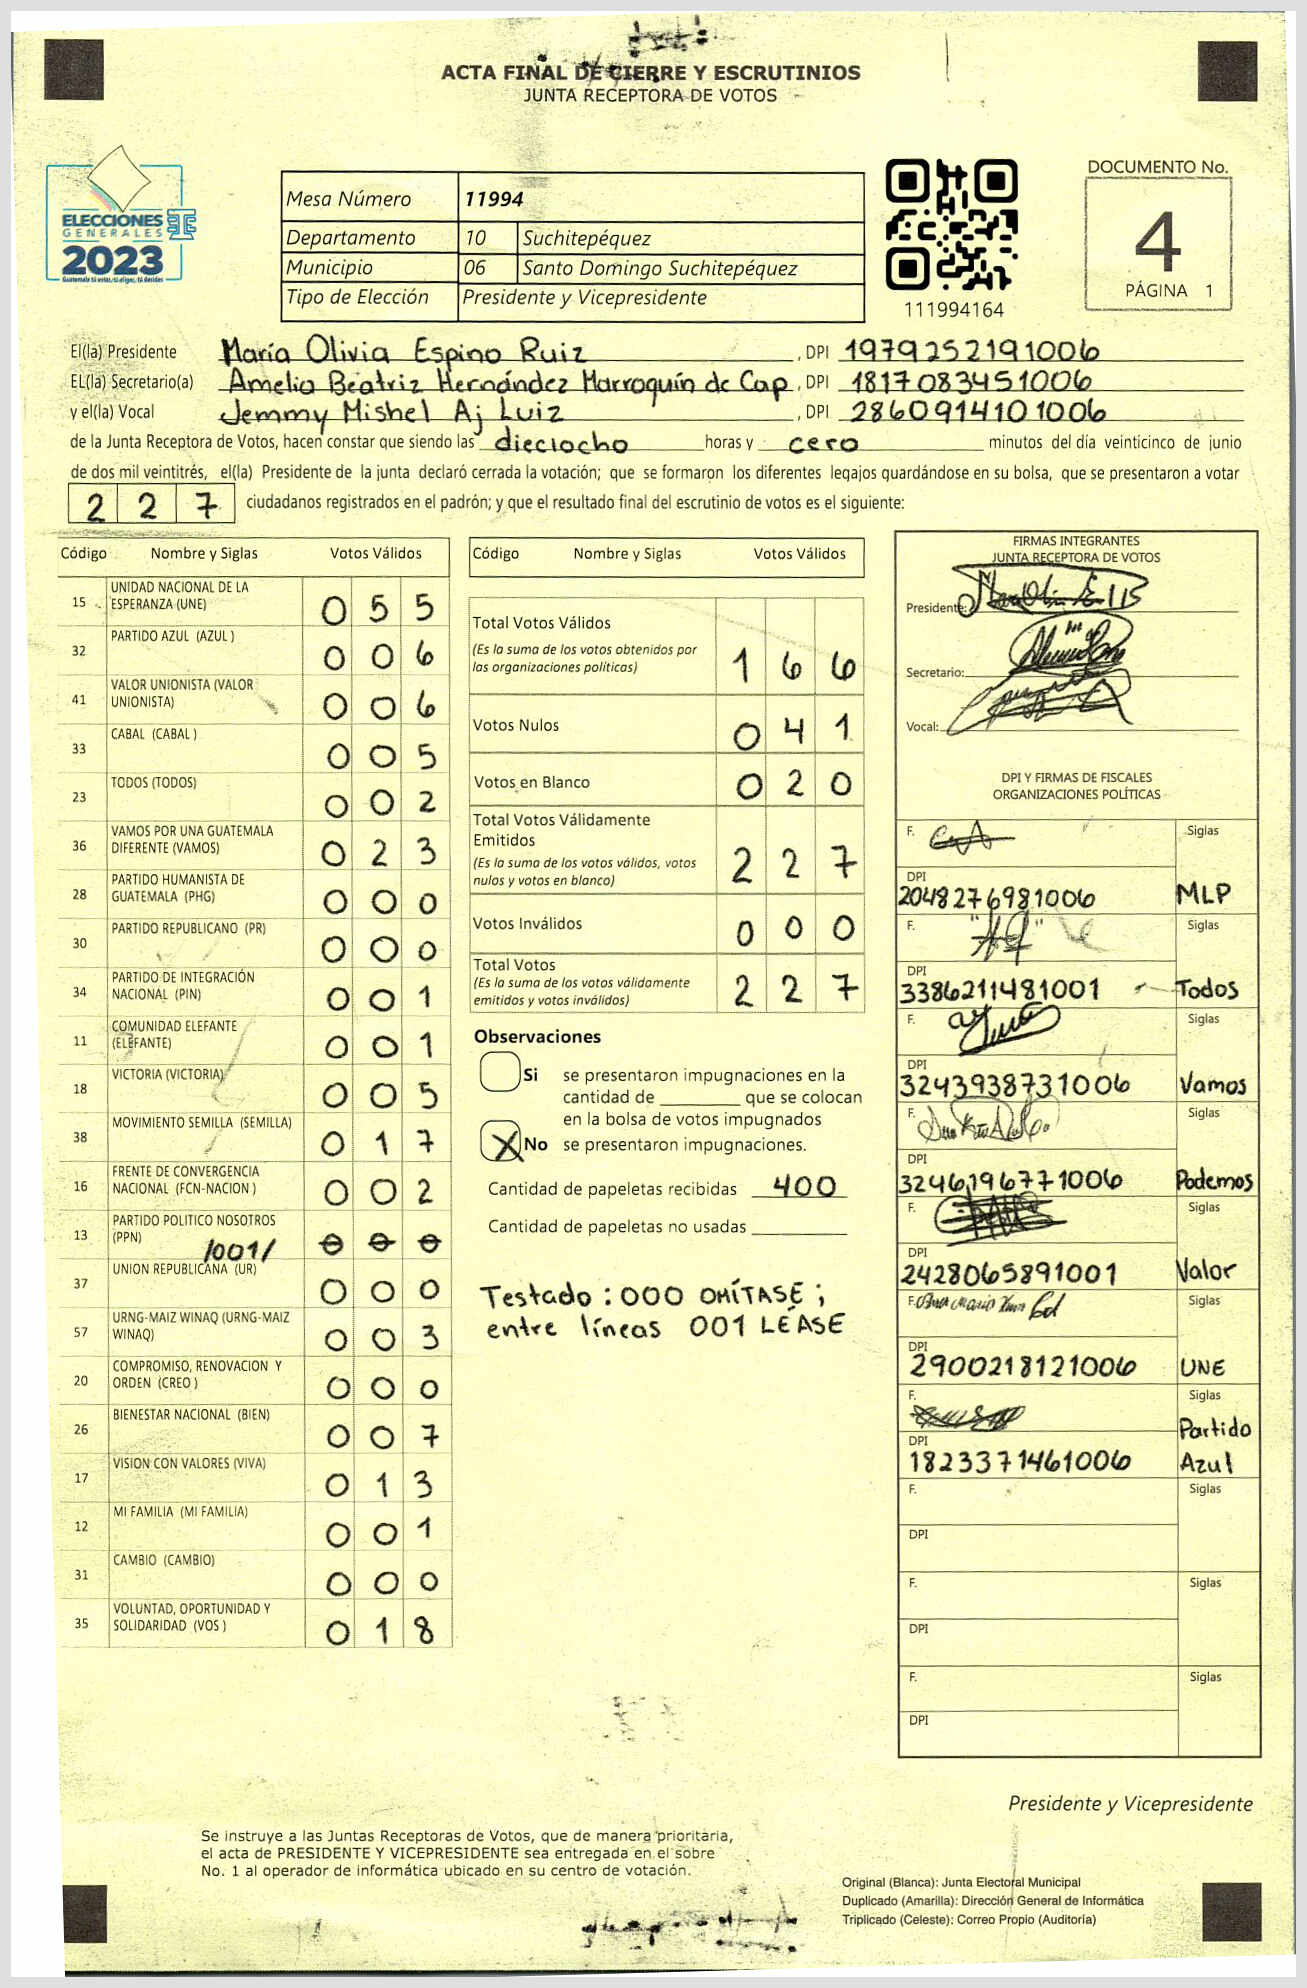 ACTA FINAL DE CIERRE Y ESCRUTINIOS
JUNTA RECEPTORA DE VOTOS
ELECCIONES
GENERALES
2023
Guatemala tú votas, tú eliges, tú decides
Mesa Número 11994
Departamento 10 Suchitepéquez
Municipio 06 Santo Domingo Suchitepéquez
Tipo de Elección Presidente y Vicepresidente
111994164
DOCUMENTO No.
4
PÁGINA 1
El(la) Presidente María Olivia Espino Ruiz , DPI 1979252191006
EL(la) Secretario(a) Amelia Beatriz Hernández Marroquín de Cap , DPI 1817083451006
y el(la) Vocal Jemmy Mishel Aj Luiz , DPI 2860914101006
de la Junta Receptora de Votos, hacen constar que siendo las dieciocho horas y cero minutos del día veinticinco de junio
de dos mil veintitrés, el(la) Presidente de la junta declaró cerrada la votación; que se formaron los diferentes legajos guardándose en su bolsa, que se presentaron a votar
2 2 7 ciudadanos registrados en el padrón; y que el resultado final del escrutinio de votos es el siguiente:
Código Nombre y Siglas Votos Válidos
15 UNIDAD NACIONAL DE LA
ESPERANZA (UNE) 0 5 5
32 PARTIDO AZUL (AZUL ) 0 0 6
41 VALOR UNIONISTA (VALOR
UNIONISTA) 0 0 6
33 CABAL (CABAL ) 0 0 5
23 TODOS (TODOS) 0 0 2
36 VAMOS POR UNA GUATEMALA
DIFERENTE (VAMOS) 0 2 3
28 PARTIDO HUMANISTA DE
GUATEMALA (PHG) 0 0 0
30 PARTIDO REPUBLICANO (PR) 0 0 0
34 PARTIDO DE INTEGRACIÓN
NACIONAL (PIN) 0 0 1
11 COMUNIDAD ELEFANTE
(ELEFANTE) 0 0 1
18 VICTORIA (VICTORIA) 0 0 5
38 MOVIMIENTO SEMILLA (SEMILLA) 0 1 7
16 FRENTE DE CONVERGENCIA
NACIONAL (FCN-NACION ) 0 0 2
13 PARTIDO POLITICO NOSOTROS
(PPN) /001/ 0 0 0
37 UNION REPUBLICANA (UR) 0 0 0
57 URNG-MAIZ WINAQ (URNG-MAIZ
WINAQ) 0 0 3
20 COMPROMISO, RENOVACION Y
ORDEN (CREO ) 0 0 0
26 BIENESTAR NACIONAL (BIEN) 0 0 7
17 VISION CON VALORES (VIVA) 0 1 3
12 MI FAMILIA (MI FAMILIA) 0 0 1
31 CAMBIO (CAMBIO) 0 0 0
35 VOLUNTAD, OPORTUNIDAD Y
SOLIDARIDAD (VOS ) 0 1 8
Código Nombre y Siglas Votos Válidos
Total Votos Válidos
(Es la suma de los votos obtenidos por
las organizaciones políticas) 1 6 6
Votos Nulos 0 4 1
Votos en Blanco 0 2 0
Total Votos Válidamente
Emitidos
(Es la suma de los votos válidos, votos
nulos y votos en blanco) 2 2 7
Votos Inválidos 0 0 0
Total Votos
(Es la suma de los votos válidamente
emitidos y votos inválidos) 2 2 7
Observaciones
Si se presentaron impugnaciones en la
cantidad de ________ que se colocan
en la bolsa de votos impugnados
X No se presentaron impugnaciones.
Cantidad de papeletas recibidas 400
Cantidad de papeletas no usadas
Testado : 000 OMÍTASE ;
entre líneas 001 LÉASE
FIRMAS INTEGRANTES
JUNTA RECEPTORA DE VOTOS
Presidente:
Secretario:
Vocal:
DPI Y FIRMAS DE FISCALES
ORGANIZACIONES POLÍTICAS
F. Siglas
DPI
2048276981006 MLP
F. Siglas
DPI
3386211481001 Todos
F. Siglas
DPI
3243938731006 Vamos
F. Siglas
DPI
3246196771006 Podemos
F. Siglas
DPI
2428065891001 Valor
F. Siglas
DPI
2900218121006 UNE
F. Siglas
Partido
DPI
1823371461006 Azul
F. Siglas
DPI
F. Siglas
DPI
F. Siglas
DPI
Presidente y Vicepresidente
Se instruye a las Juntas Receptoras de Votos, que de manera prioritaria,
el acta de PRESIDENTE Y VICEPRESIDENTE sea entregada en el sobre
No. 1 al operador de informática ubicado en su centro de votación.
Original (Blanca): Junta Electoral Municipal
Duplicado (Amarilla): Dirección General de Informática
Triplicado (Celeste): Correo Propio (Auditoría)